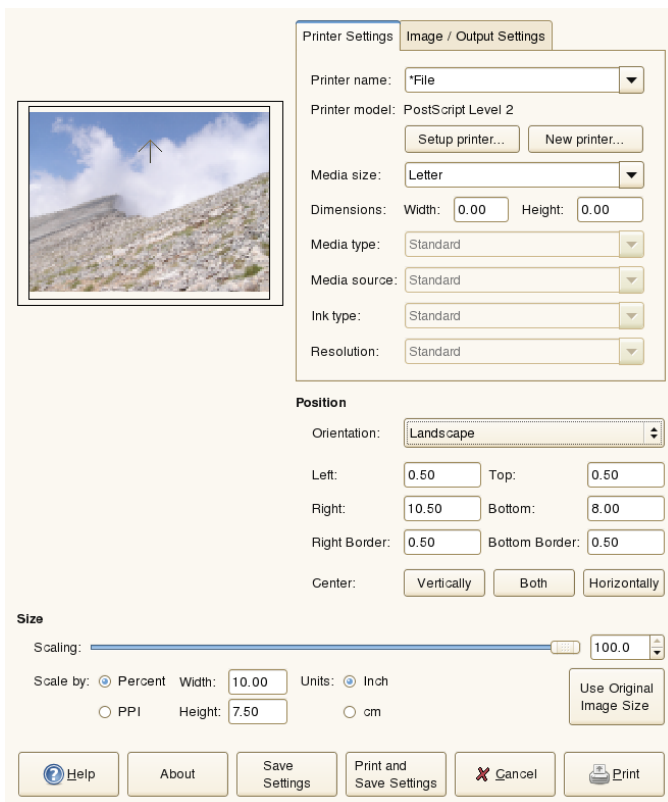 Printer Settings Image / Output Settings
Printer name: *File
Printer model: PostScript Level 2
Setup printer... New printer...
Media size: Letter
Dimensions: Width: 0.00 Height: 0.00
Media type: Standard
Media source: Standard
Ink type: Standard
Resolution: Standard
Position
Orientation: Landscape
Left: 0.50 Top: 0.50
Right: 10.50 Bottom: 8.00
Right Border: 0.50 Bottom Border: 0.50
Center: Vertically Both Horizontally
Size
Scaling: 100.0
Scale by: Percent Width: 10.00 Units: Inch
PPI Height: 7.50 cm
Use Original
Image Size
Help About
Save
Settings
Print and
Save Settings
Cancel Print